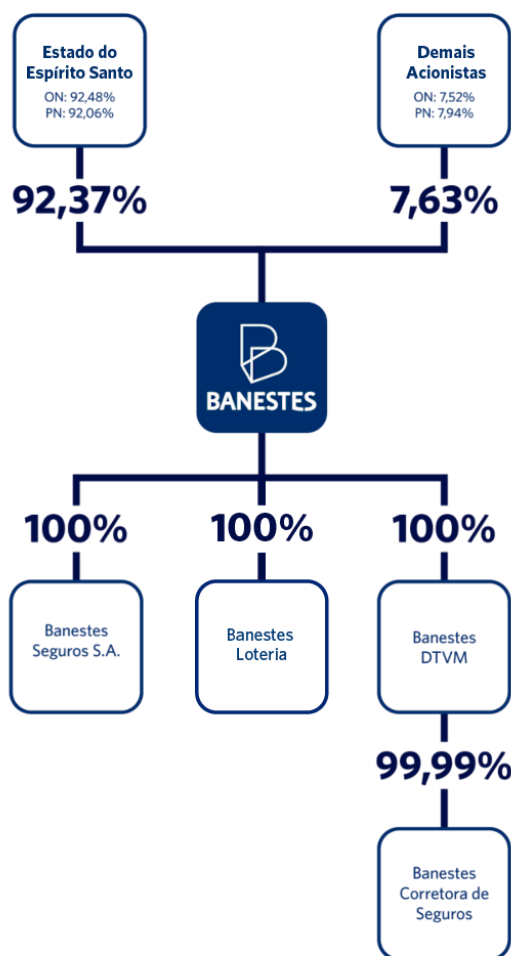 Estado do
Espírito Santo
ON: 92,48%
PN: 92,06%
Demais
Acionistas
ON: 7,52%
PN: 7,94%
92,37%
7,63%
BANESTES
100%
100%
100%
Banestes
Seguros S.A.
Banestes
Loteria
Banestes
DTVM
99,99%
Banestes
Corretora de
Seguros